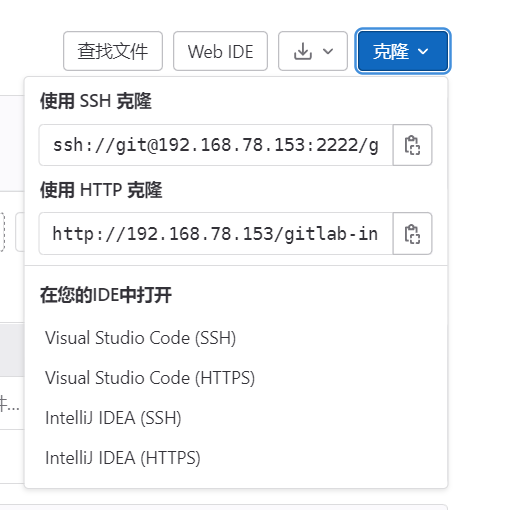 查找文件 Web IDE 克隆
使用 SSH 克隆
ssh://git@192.168.78.153:2222/g
使用 HTTP 克隆
http://192.168.78.153/gitlab-in
在您的IDE中打开
Visual Studio Code (SSH)
Visual Studio Code (HTTPS)
件...
IntelliJ IDEA (SSH)
IntelliJ IDEA (HTTPS)